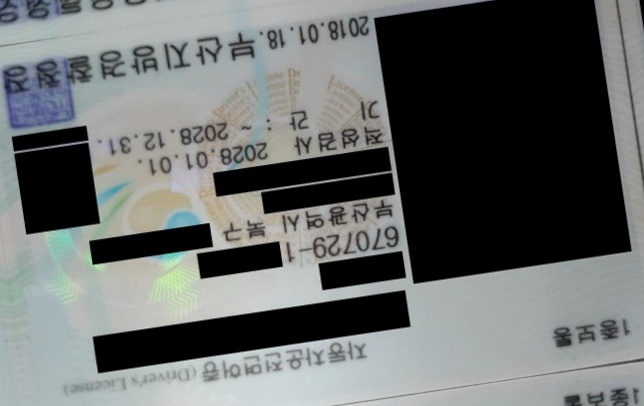 1종보통
자동차운전면허증 (Driver's License)
670729-1
부산광역시 북구
적성검사 2028.01.01.
기 간 : ~ 2028.12.31.
2018.01.18.
부산지방경찰청장